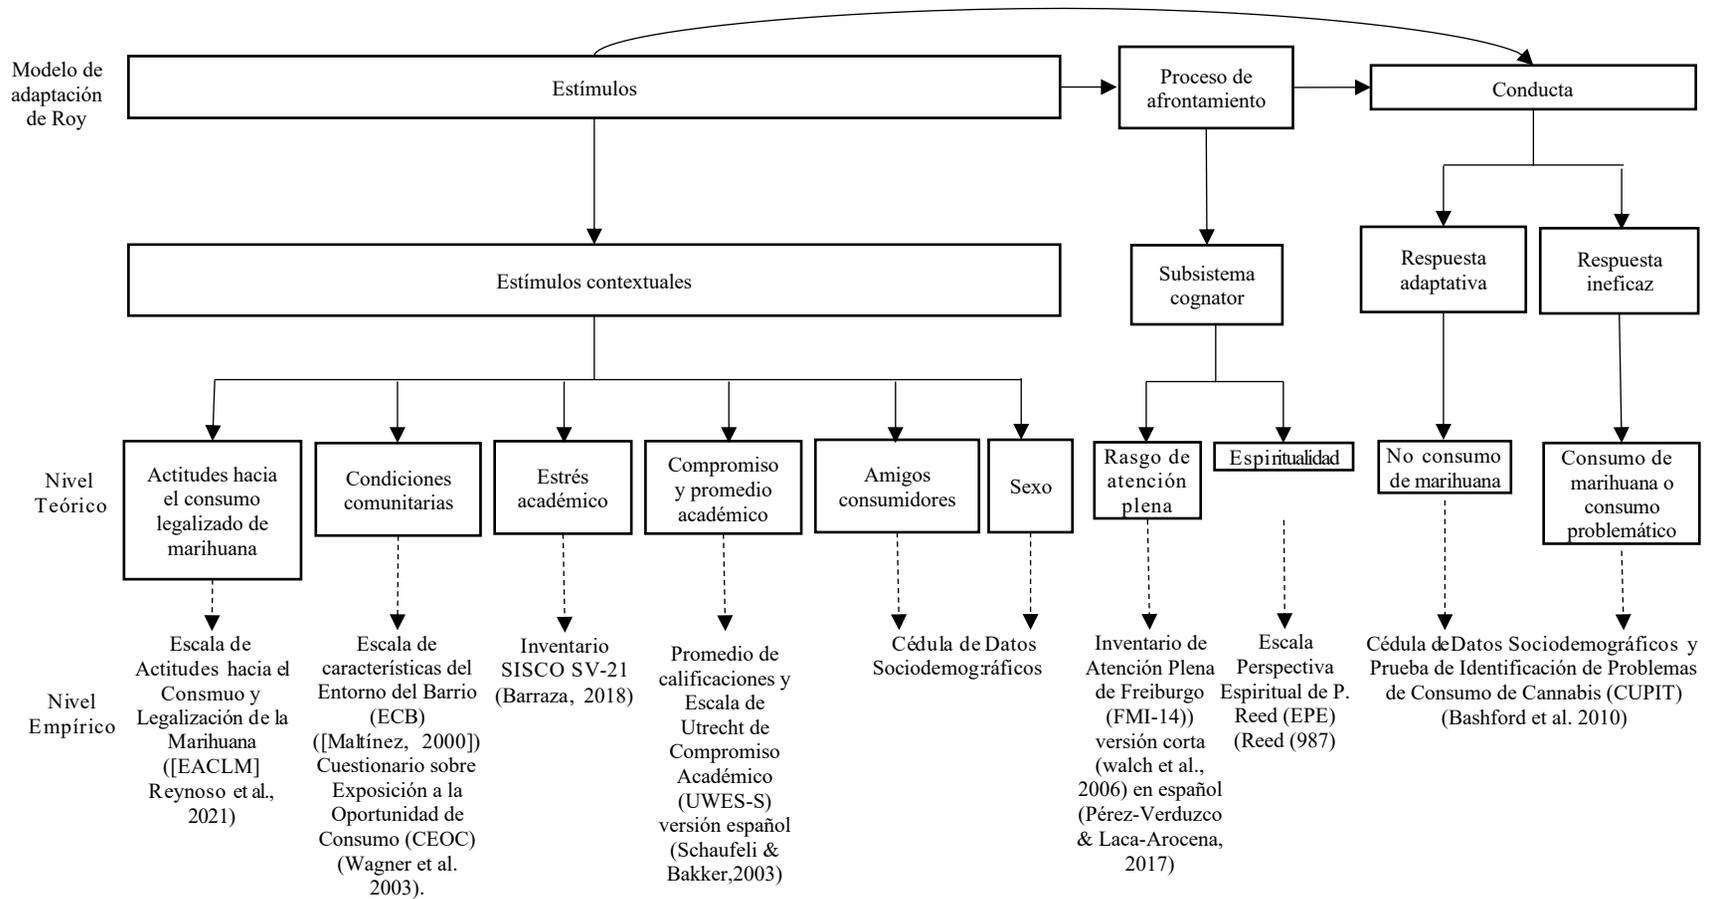 Modelo de
adaptación
de Roy
Estímulos
Proceso de
afrontamiento
Conducta
Estímulos contextuales
Subsistema
cognator
Respuesta
adaptativa
Respuesta
ineficaz
Nivel
Teórico
Actitudes hacia
el consumo
legalizado de
marihuana
Condiciones
comunitarias
Estrés
académico
Compromiso
y promedio
académico
Amigos
consumidores
Sexo
Rasgo de
atención
plena
Espiritualidad
No consumo
de marihuana
Consumo de
marihuana o
consumo
problemático
Nivel
Empírico
Escala de
Actitudes hacia el
Consmuo y
Legalización de la
Marihuana
([EACLM]
Reynoso et al.,
2021)
Escala de
características del
Entorno del Barrio
(ECB)
([Maltínez, 2000])
Cuestionario sobre
Exposición a la
Oportunidad de
Consumo (CEOC)
(Wagner et al.
2003).
Inventario
SISCO SV-21
(Barraza, 2018)
Promedio de
calificaciones y
Escala de
Utrecht de
Compromiso
Académico
(UWES-S)
versión español
(Schaufeli &
Bakker,2003)
Cédula de Datos
Sociodemográficos
Inventario de
Atención Plena
de Freiburgo
(FMI-14))
versión corta
(walch et al.,
2006) en español
(Pérez-Verduzco
& Laca-Arocena,
2017)
Escala
Perspectiva
Espiritual de P.
Reed (EPE)
(Reed (987
Cédula de Datos Sociodemográficos y
Prueba de Identificación de Problemas
de Consumo de Cannabis (CUPIT)
(Bashford et al. 2010)